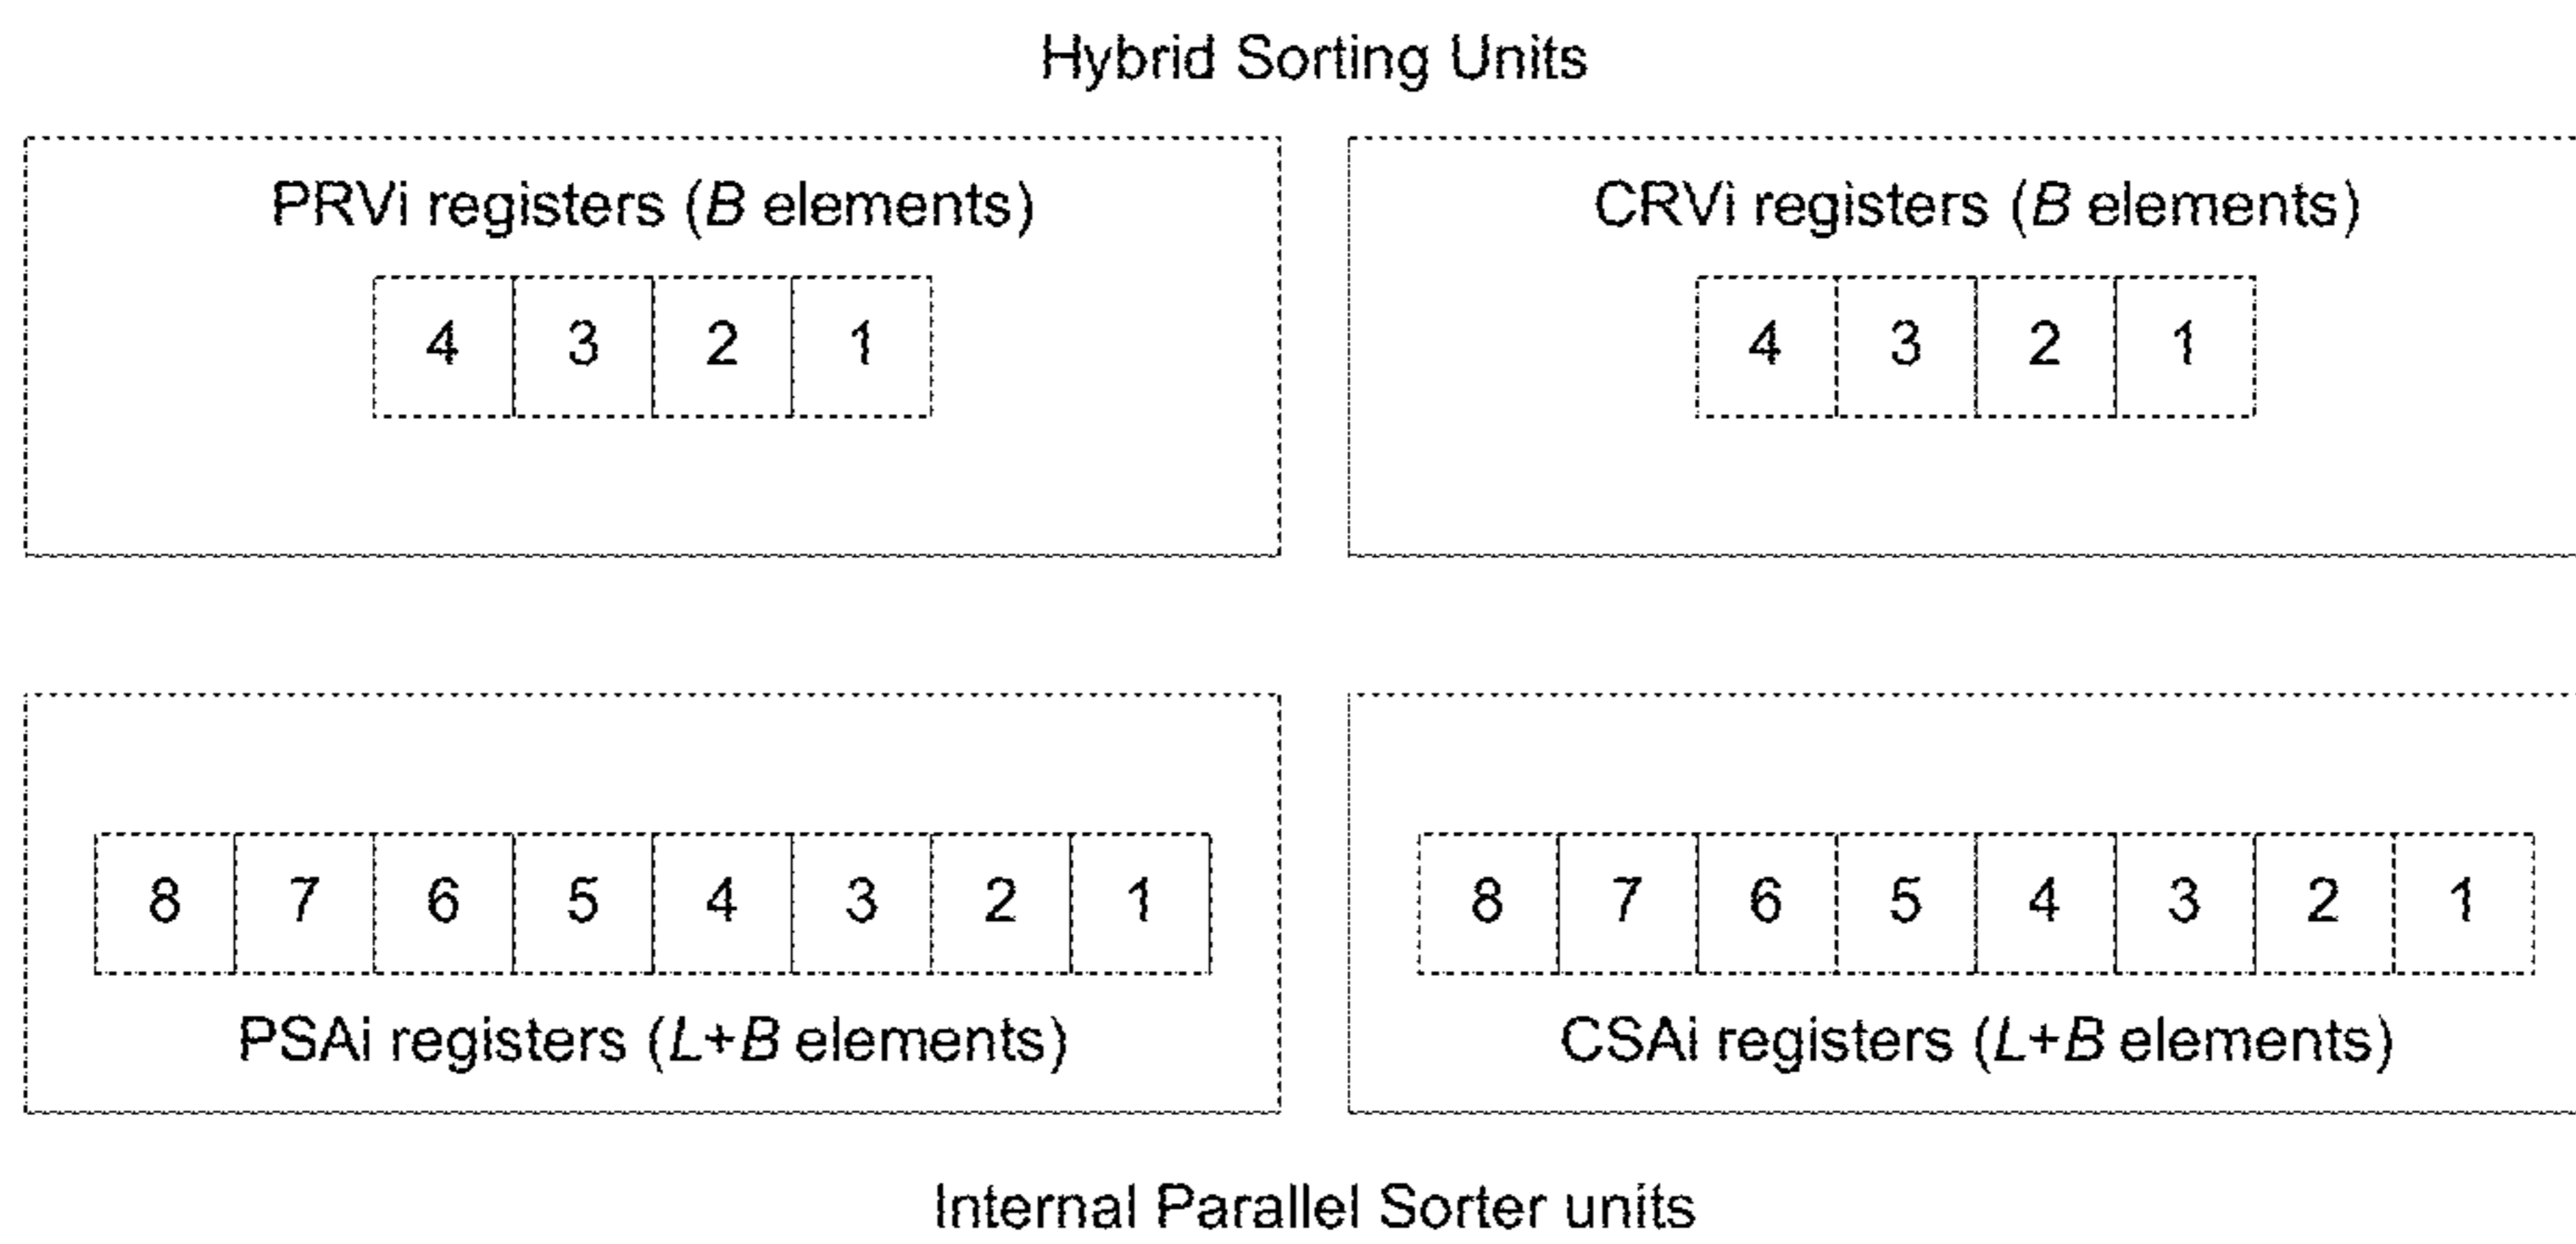 Hybrid Sorting Units
PRVi registers (B elements)
CRVi registers (B elements)
4 3 2 1
4 3 2 1
8 7 6 5 4 3 2 1
8 7 6 5 4 3 2 1
PSAi registers (L+B elements)
CSAi registers (L+B elements)
Internal Parallel Sorter units